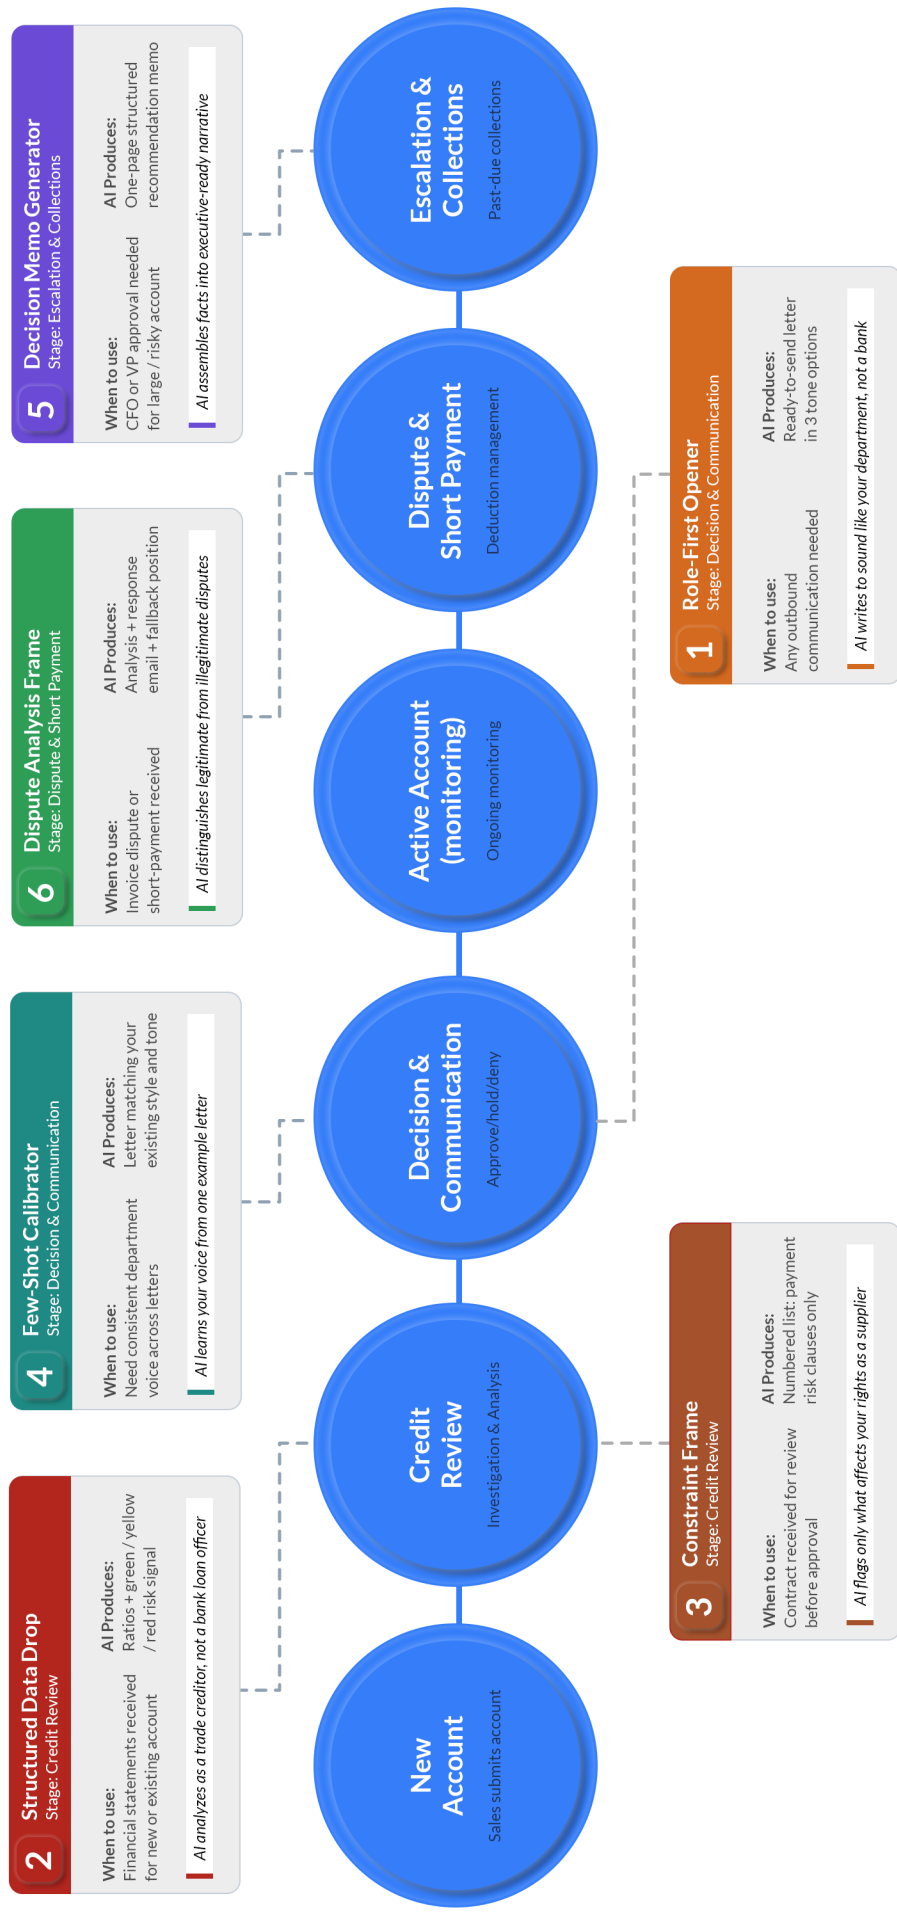 2
Structured Data Drop
Stage: Credit Review
When to use:
Financial statements received
for new or existing account
AI Produces:
Ratios + green / yellow
/ red risk signal
AI analyzes as a trade creditor, not a bank loan officer
4
Few-Shot Calibrator
Stage: Decision & Communication
When to use:
Need consistent department
voice across letters
AI Produces:
Letter matching your
existing style and tone
AI learns your voice from one example letter
6
Dispute Analysis Frame
Stage: Dispute & Short Payment
When to use:
Invoice dispute or
short-payment received
AI Produces:
Analysis + response
email + fallback position
AI distinguishes legitimate from illegitimate disputes
5
Decision Memo Generator
Stage: Escalation & Collections
When to use:
CFO or VP approval needed
for large / risky account
AI Produces:
One-page structured
recommendation memo
AI assembles facts into executive-ready narrative
New
Account
Sales submits account
Credit
Review
Investigation & Analysis
Decision &
Communication
Approve/hold/deny
Active Account
(monitoring)
Ongoing monitoring
Dispute &
Short Payment
Deduction management
Escalation &
Collections
Past-due collections
3
Constraint Frame
Stage: Credit Review
When to use:
Contract received for review
before approval
AI Produces:
Numbered list: payment
risk clauses only
AI flags only what affects your rights as a supplier
1
Role-First Opener
Stage: Decision & Communication
When to use:
Any outbound
communication needed
AI Produces:
Ready-to-send letter
in 3 tone options
AI writes to sound like your department, not a bank